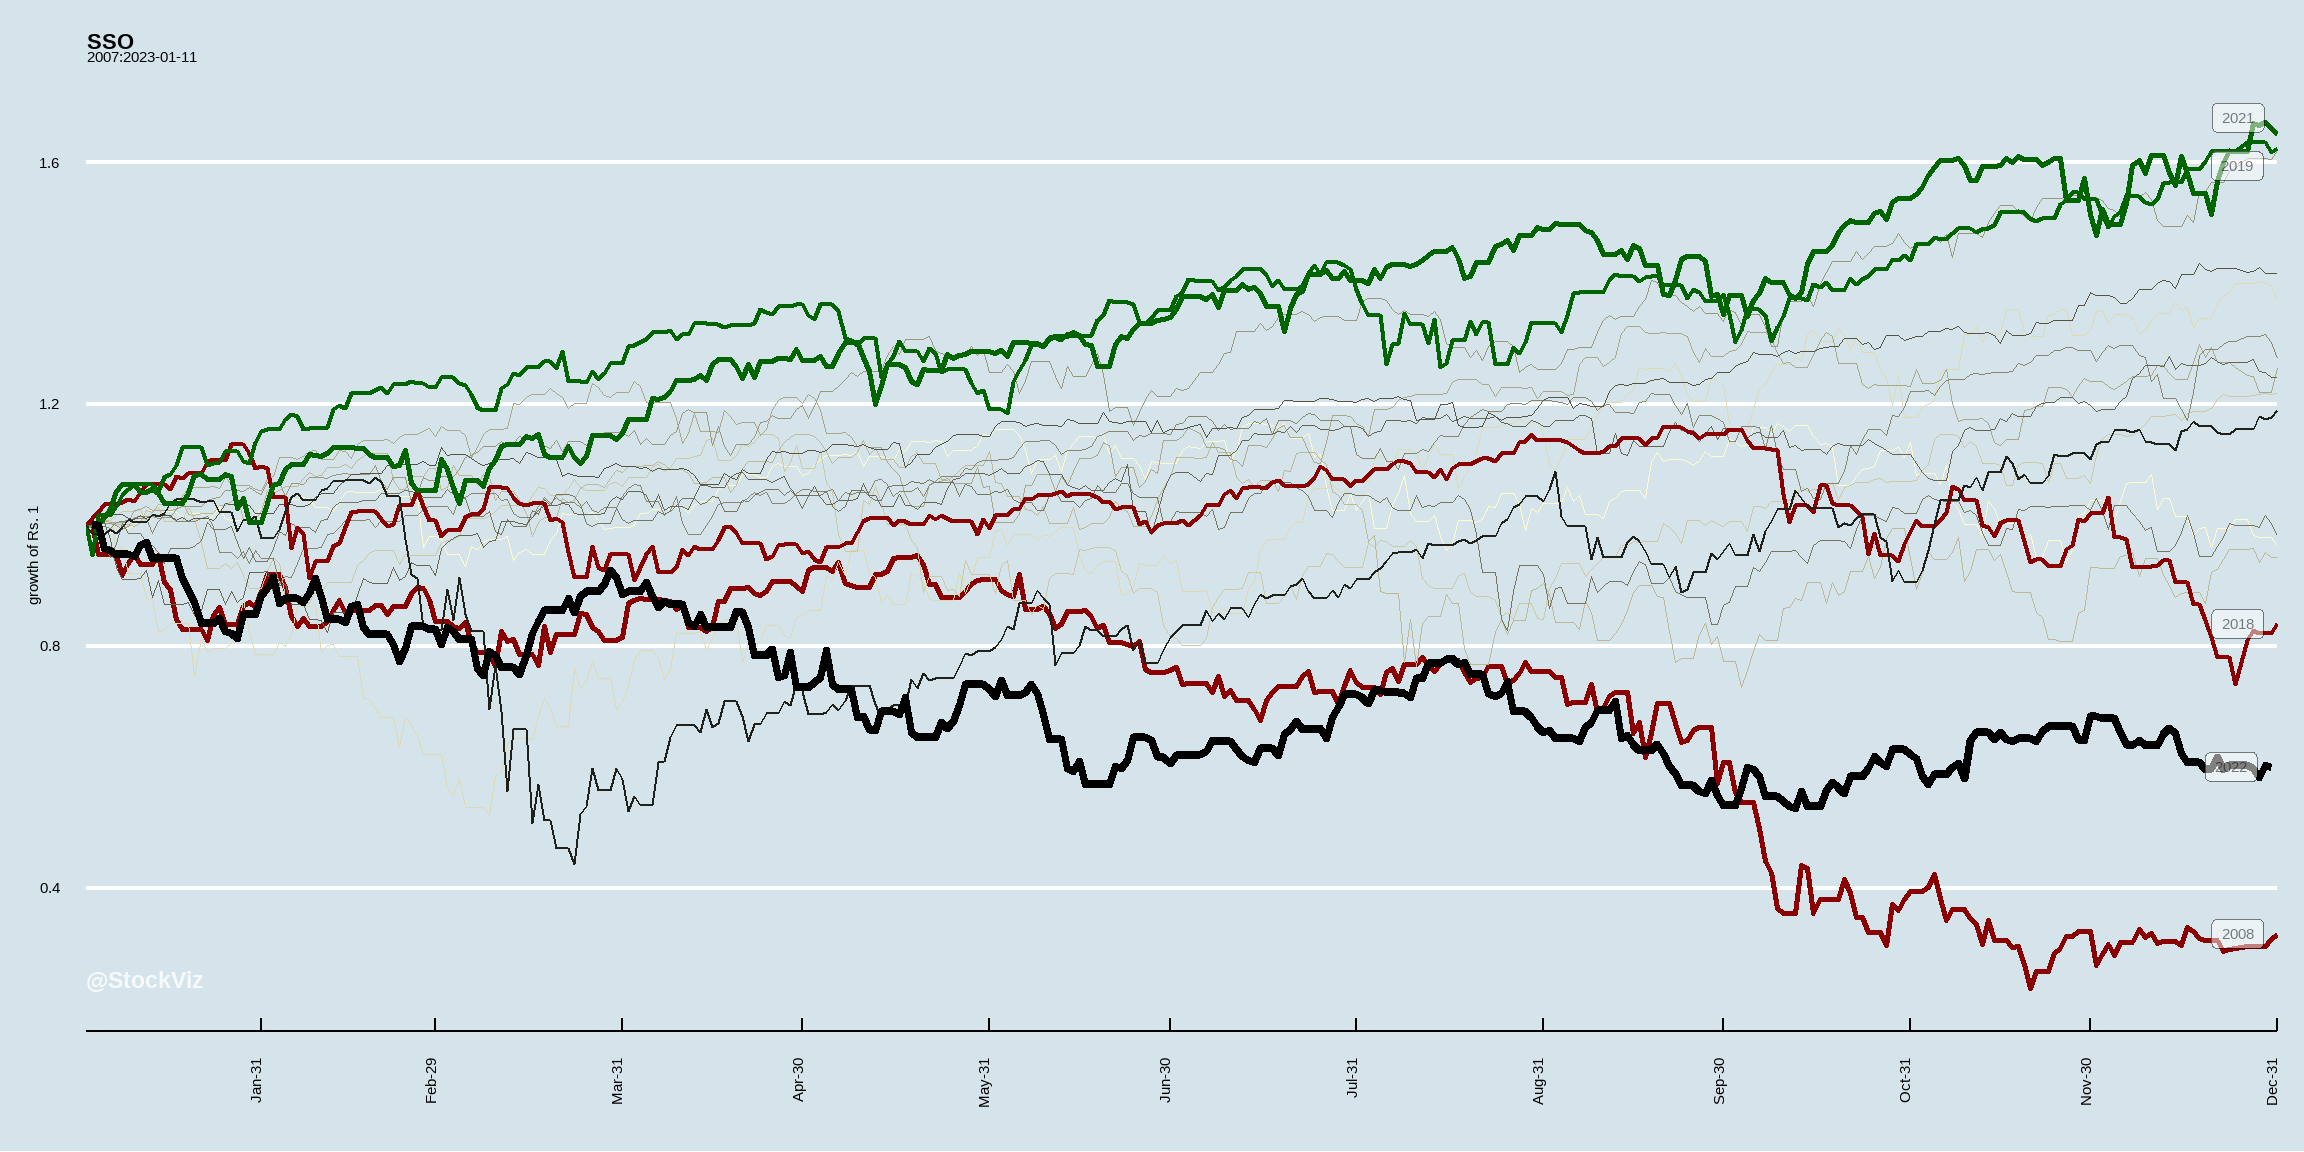 SSO
2007:2023-01-11
2021
1.6
2019
1.2
growth of Rs. 1
0.8
2018
2022
0.4
2008
@StockViz
Jan-31
Feb-29
Mar-31
Apr-30
May-31
Jun-30
Jul-31
Aug-31
Sep-30
Oct-31
Nov-30
Dec-31